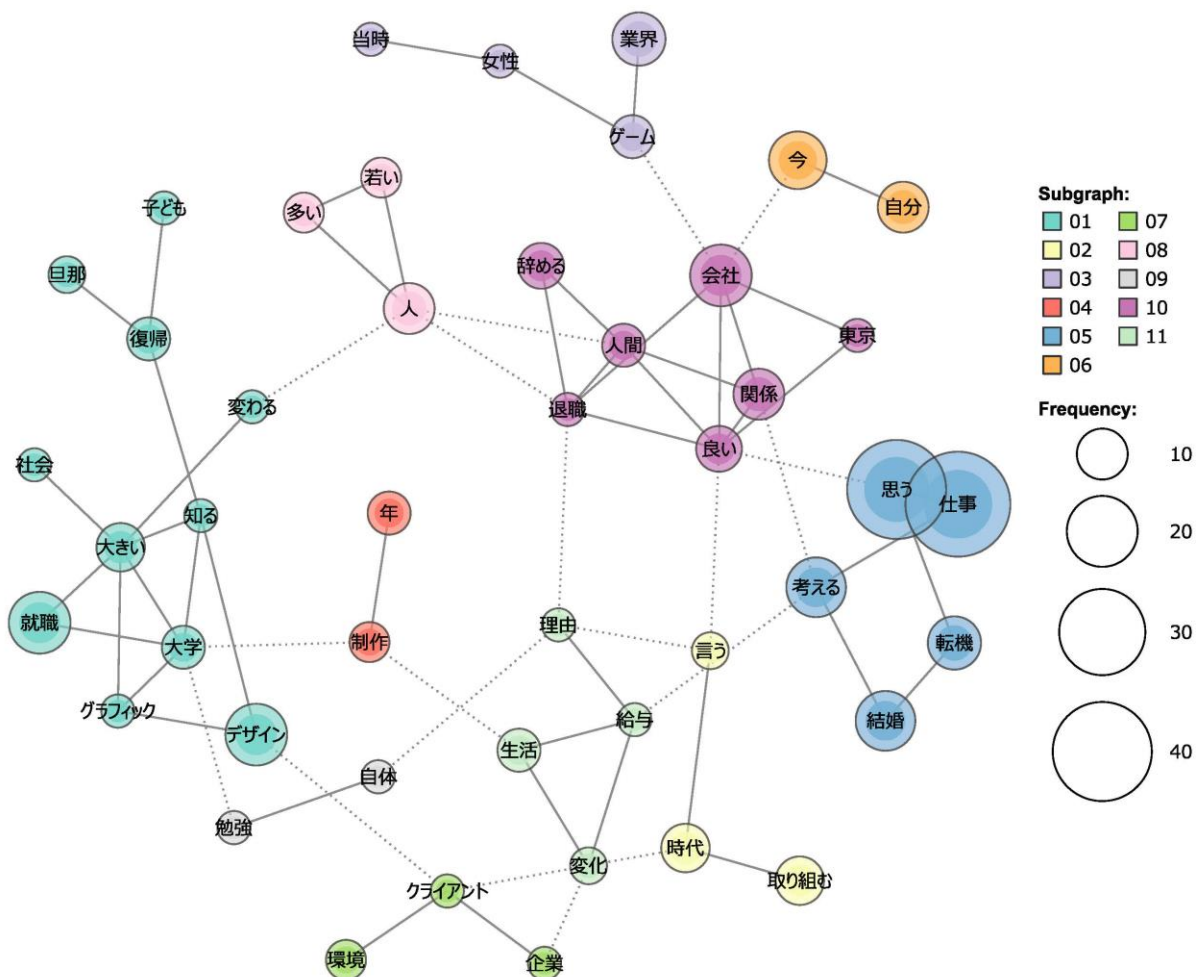 当時
女性
業界
ゲーム
今
自分
若い
多い
人
子ども
旦那
復帰
変わる
辞める
会社
人間
東京
関係
退職
良い
思う
仕事
考える
転機
結婚
社会
知る
大きい
就職
大学
グラフィック
デザイン
年
制作
理由
言う
給与
生活
自体
勉強
変化
時代
取り組む
クライアント
環境
企業
Subgraph:
01 07
02 08
03 09
04 10
05 11
06
Frequency:
10
20
30
40